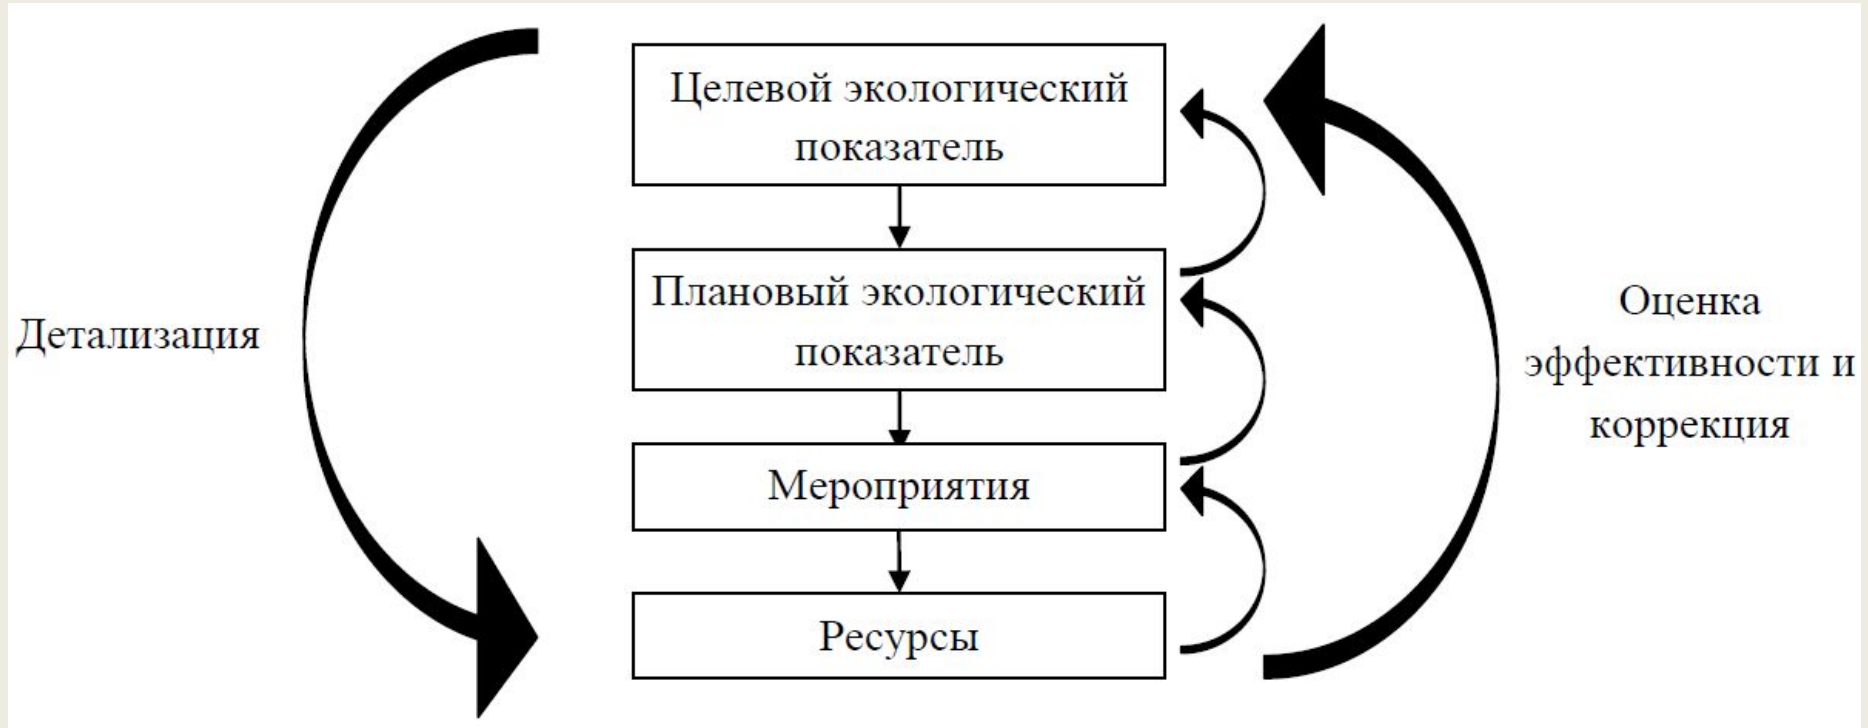 Целевой экологический
показатель
Плановый экологический
показатель
Детализация
Оценка
эффективности и
коррекция
Мероприятия
Ресурсы